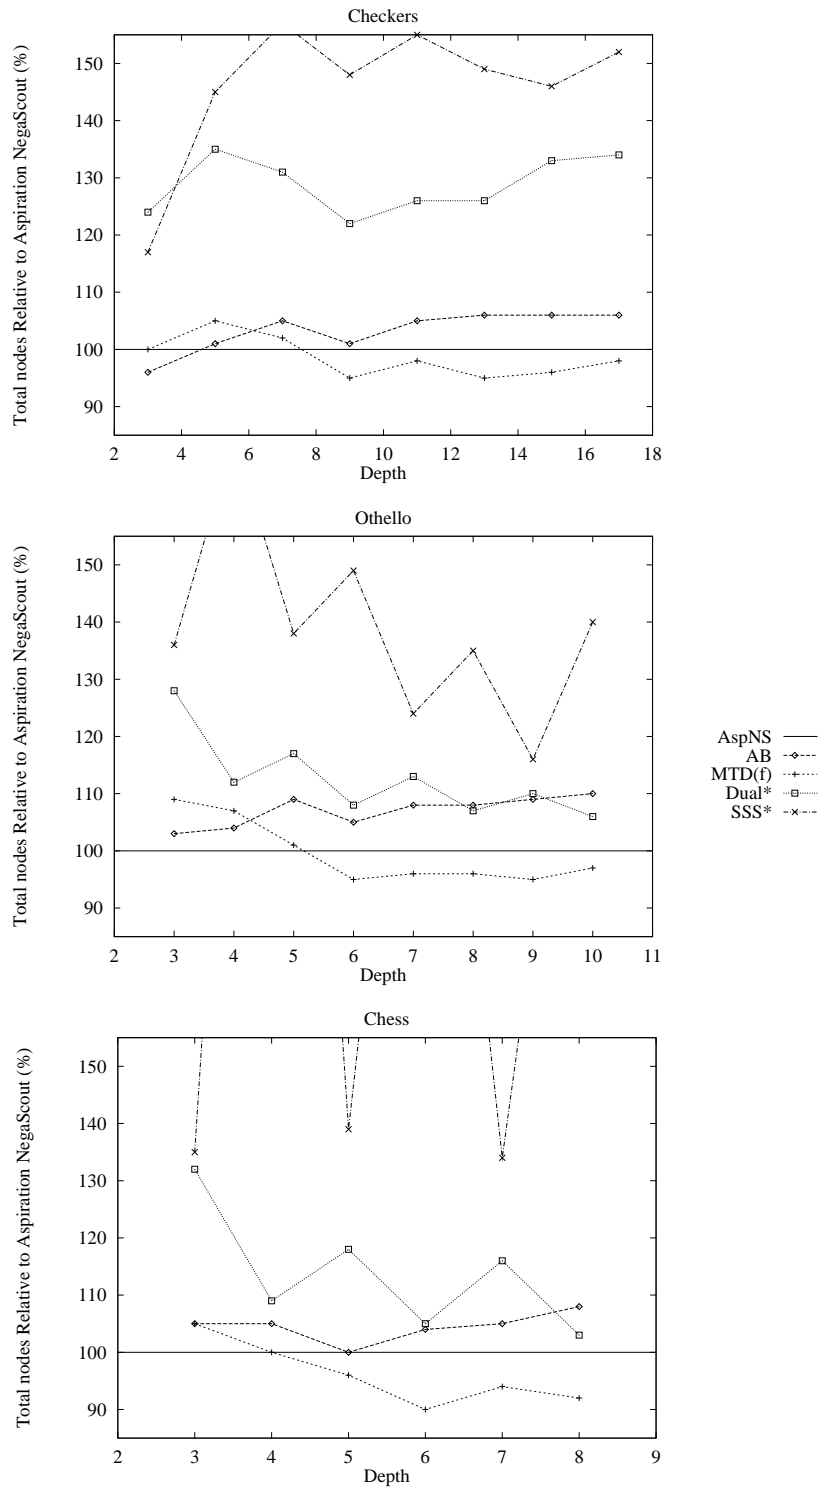 Checkers
Total nodes Relative to Aspiration NegaScout (%)
150
140
130
120
110
100
90
2 4 6 8 10 12 14 16 18
Depth
Othello
Total nodes Relative to Aspiration NegaScout (%)
150
140
130
120
110
100
90
2 3 4 5 6 7 8 9 10 11
Depth
AspNS
AB
MTD(f)
Dual*
SSS*
Chess
Total nodes Relative to Aspiration NegaScout (%)
150
140
130
120
110
100
90
2 3 4 5 6 7 8 9
Depth